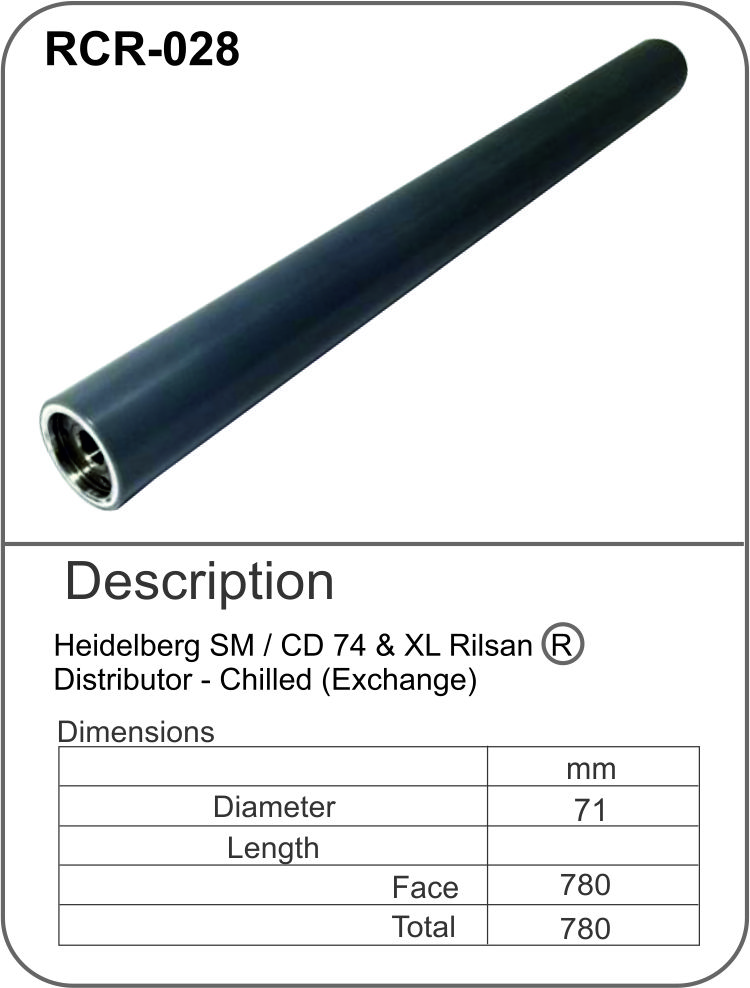 RCR-028
Description
Heidelberg SM / CD 74 & XL Rilsan ®
Distributor - Chilled (Exchange)
Dimensions
mm
Diameter 71
Length
Face 780
Total 780